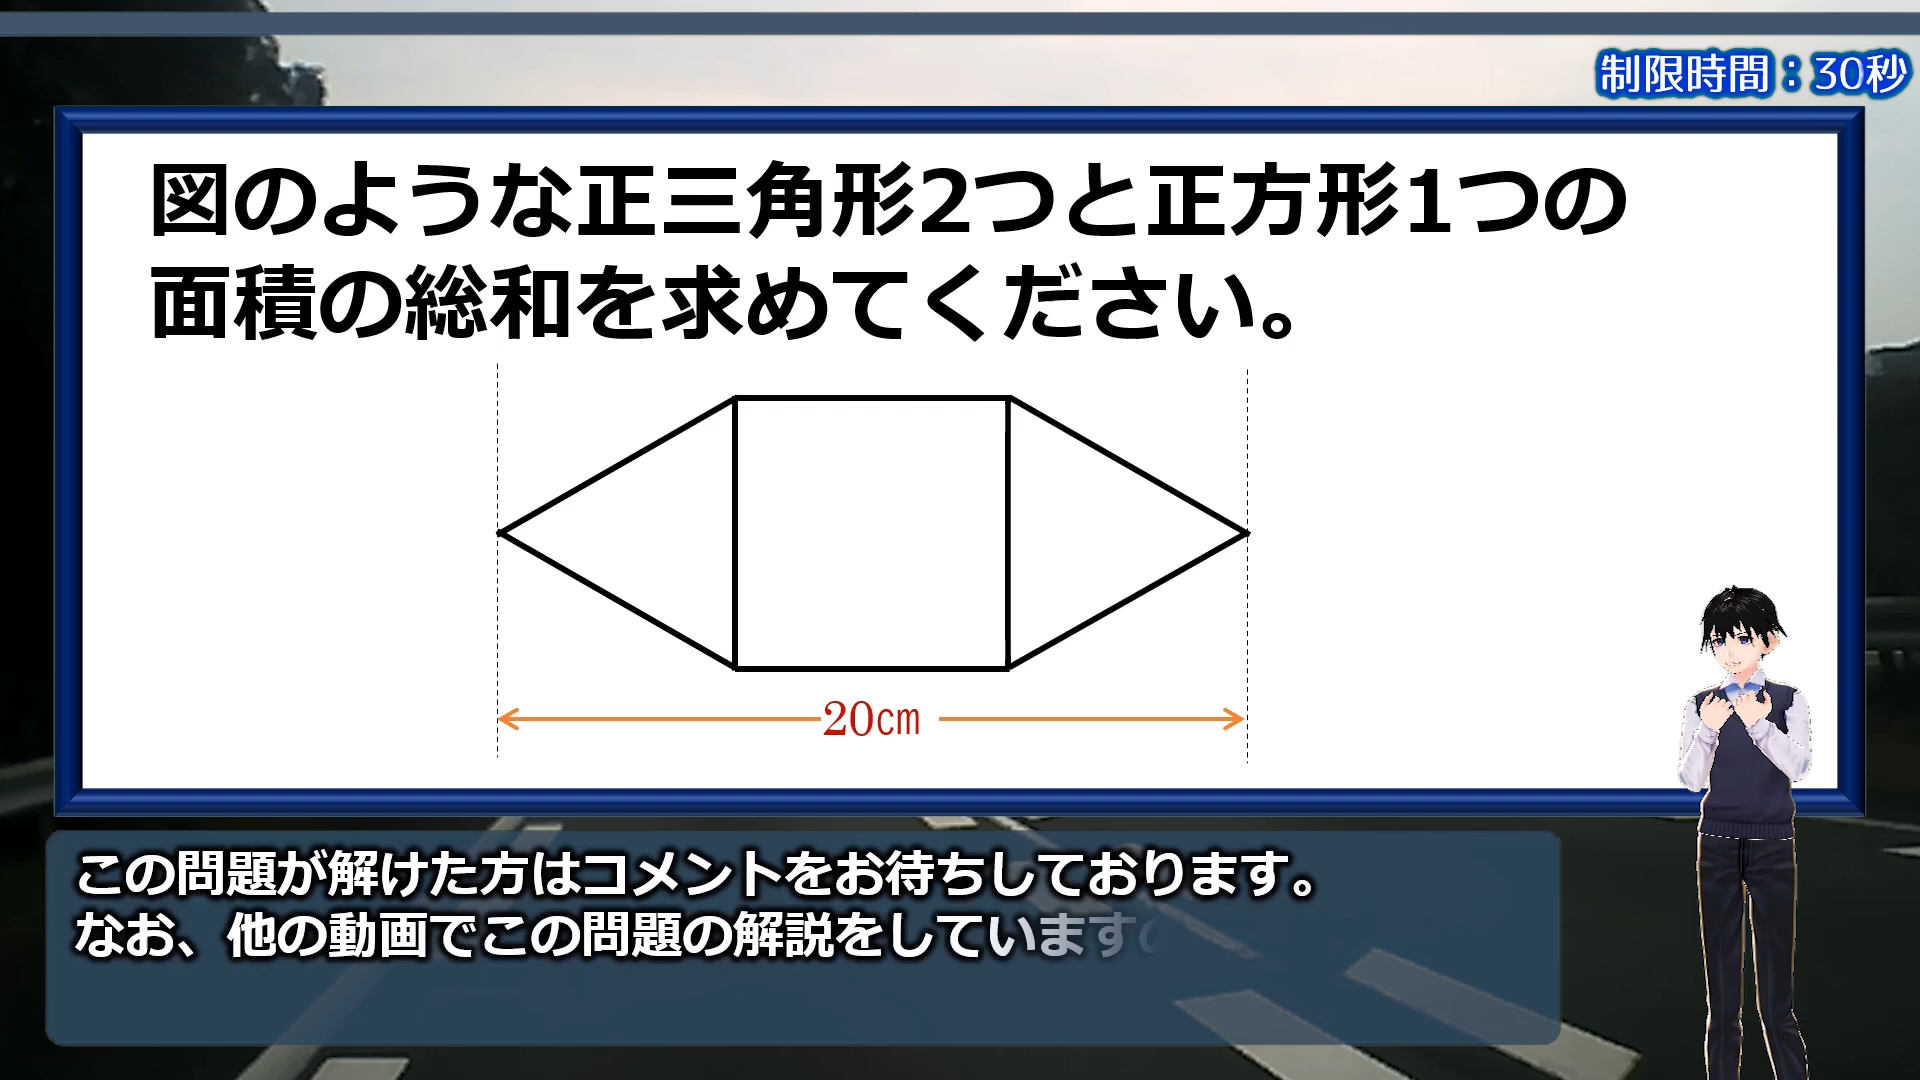 制限時間：30秒
図のような正三角形2つと正方形1つの
面積の総和を求めてください。
20㎝
この問題が解けた方はコメントをお待ちしております。
なお、他の動画でこの問題の解説をしています